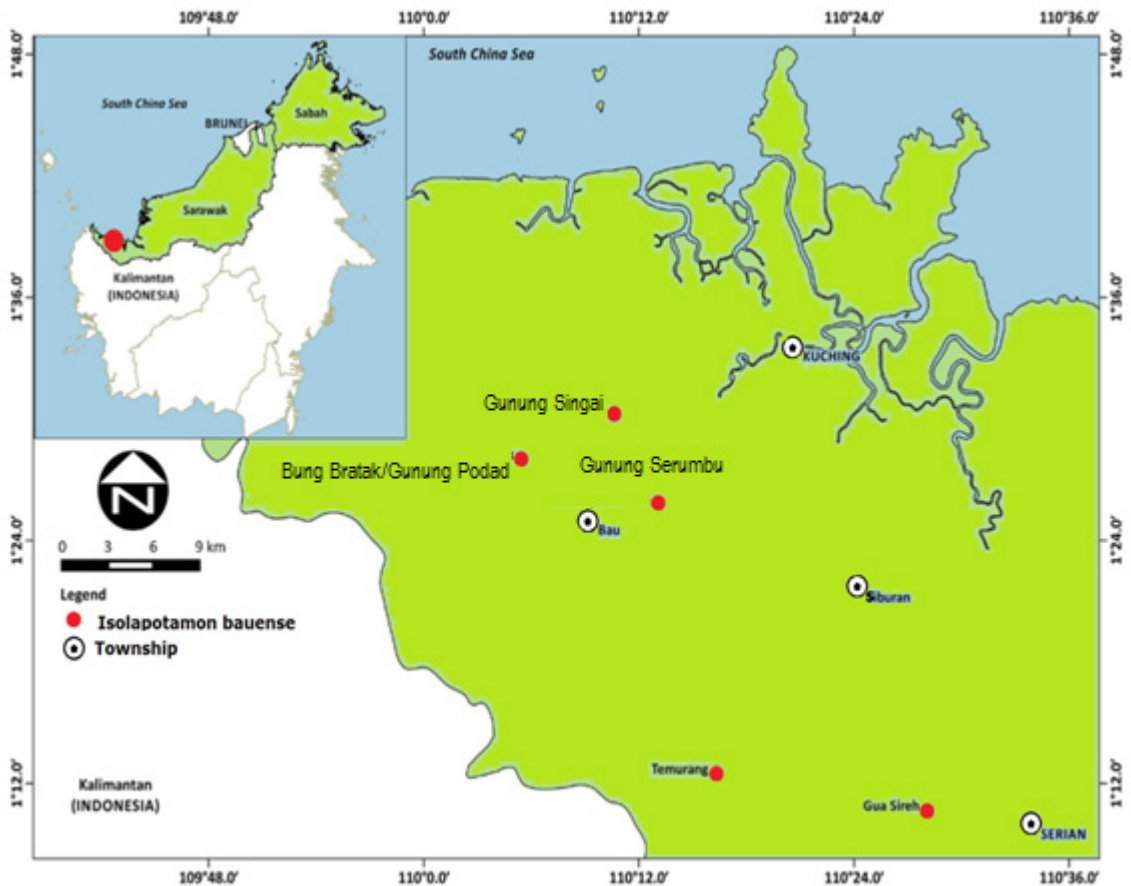 109°48.0'
110°0.0'
110°12.0'
110°24.0'
110°36.0'
1°48.0'
1°48.0'
South China Sea
South China Sea
Sabah
BRUNEI
Sarawak
Kalimantan
(INDONESIA)
1°36.0'
1°36.0'
KUCHING
Gunung Singai
Bung Bratak/Gunung Podad
Gunung Serumbu
N
Bau
1°24.0'
1°24.0'
0 3 6 9 km
Siburan
Legend
Isolapotamon bauense
Township
Temurang
1°12.0'
1°12.0'
Kalimantan
(INDONESIA)
Gua Sireh
SERIAN
109°48.0'
110°0.0'
110°12.0'
110°24.0'
110°36.0'